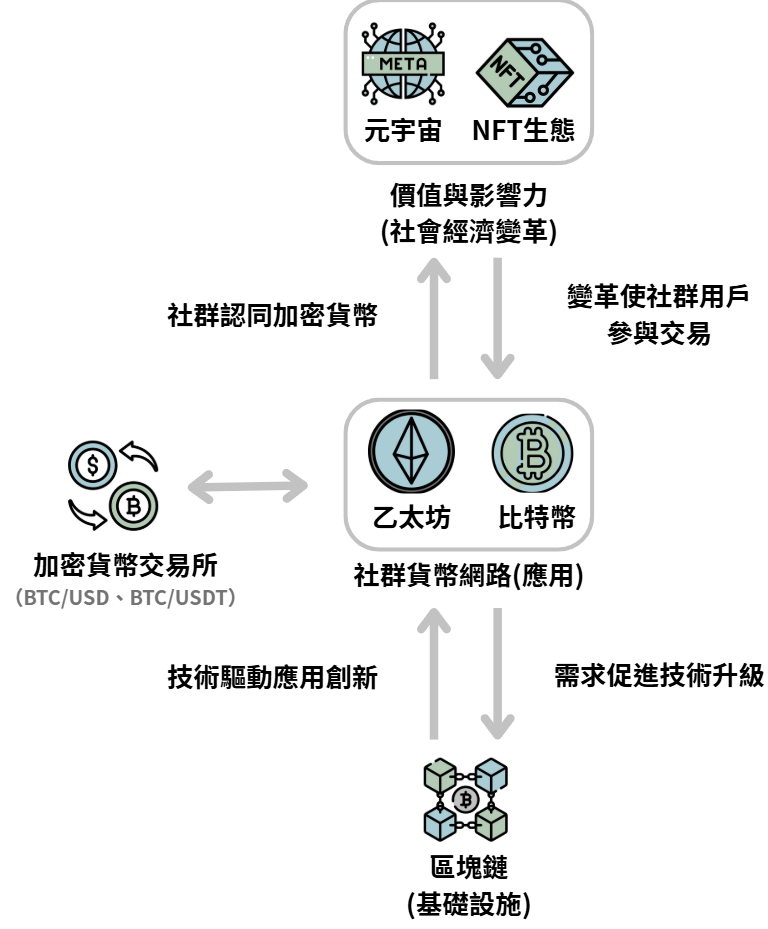 META
NFT
元宇宙
NFT生態
價值與影響力
(社會經濟變革)
社群認同加密貨幣
變革使社群用戶
參與交易
乙太坊
比特幣
$
加密貨幣交易所
（BTC/USD、BTC/USDT）
社群貨幣網路(應用)
技術驅動應用創新
需求促進技術升級
區塊鏈
(基礎設施)